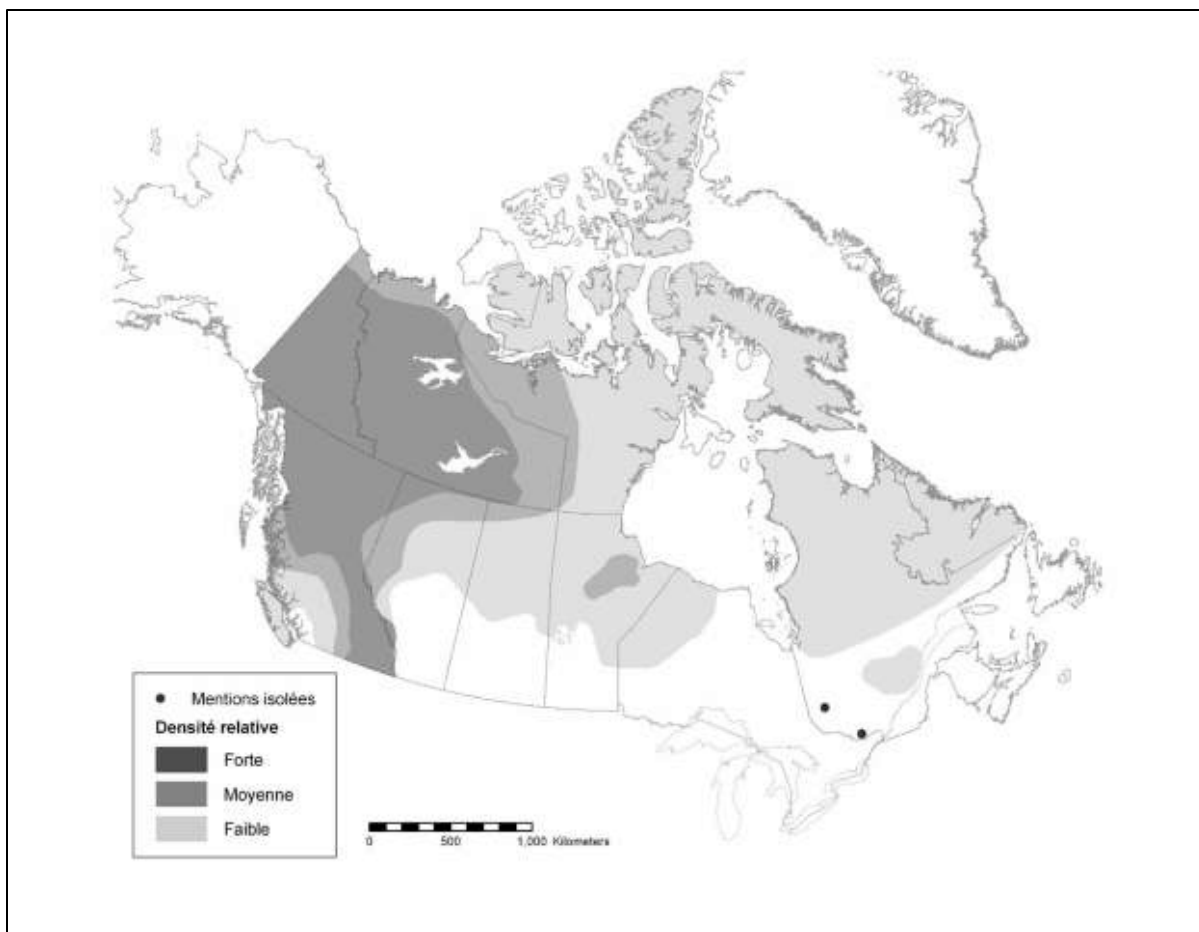 Mentions isolées
Densité relative
Forte
Moyenne
Faible
0 500 1,000 Kilometers